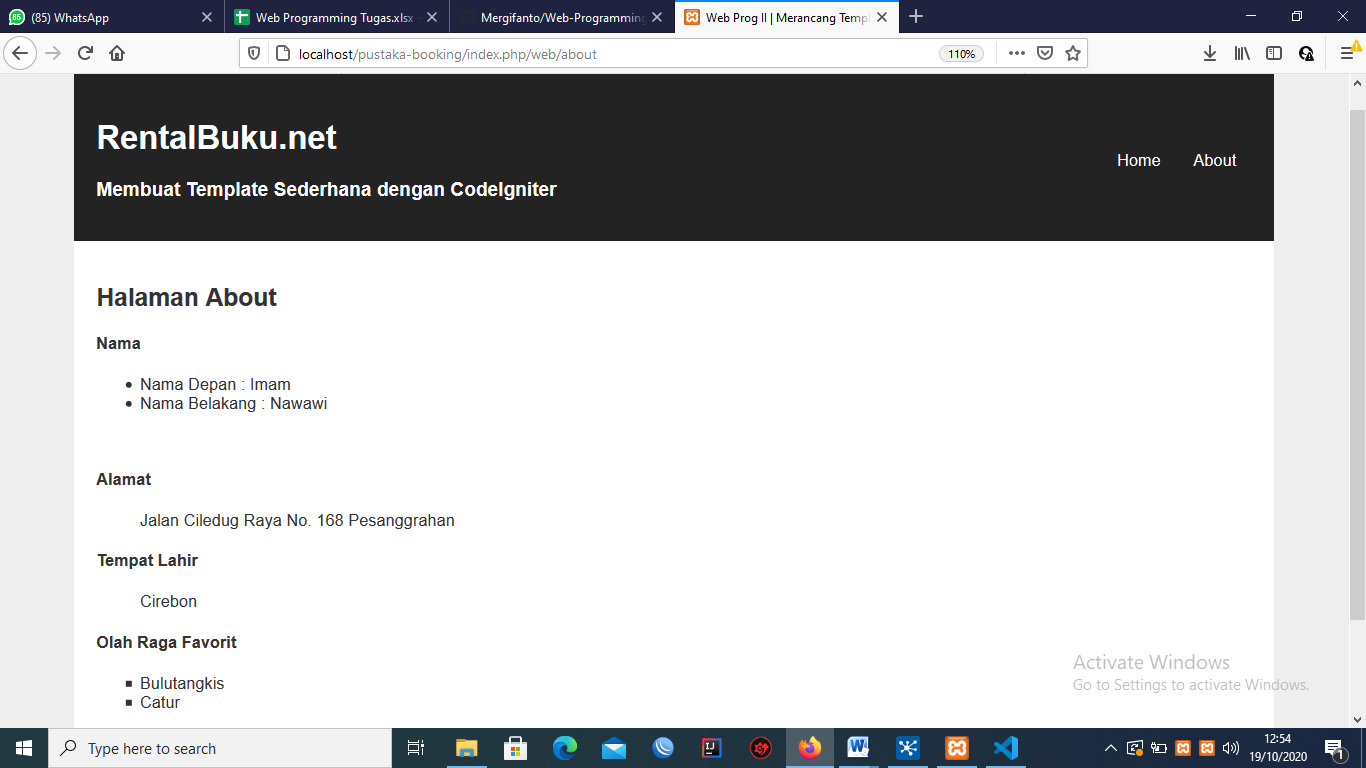 (85) WhatsApp
Web Programming Tugas.xlsx -
Mergifanto/Web-Programming
Web Prog II | Merancang Templ
localhost/pustaka-booking/index.php/web/about
110%
RentalBuku.net
Membuat Template Sederhana dengan CodeIgniter
Home
About
Halaman About
Nama
Nama Depan : Imam
Nama Belakang : Nawawi
Alamat
Jalan Ciledug Raya No. 168 Pesanggrahan
Tempat Lahir
Cirebon
Olah Raga Favorit
Bulutangkis
Catur
Activate Windows
Go to Settings to activate Windows.
Type here to search
12:54
19/10/2020
1